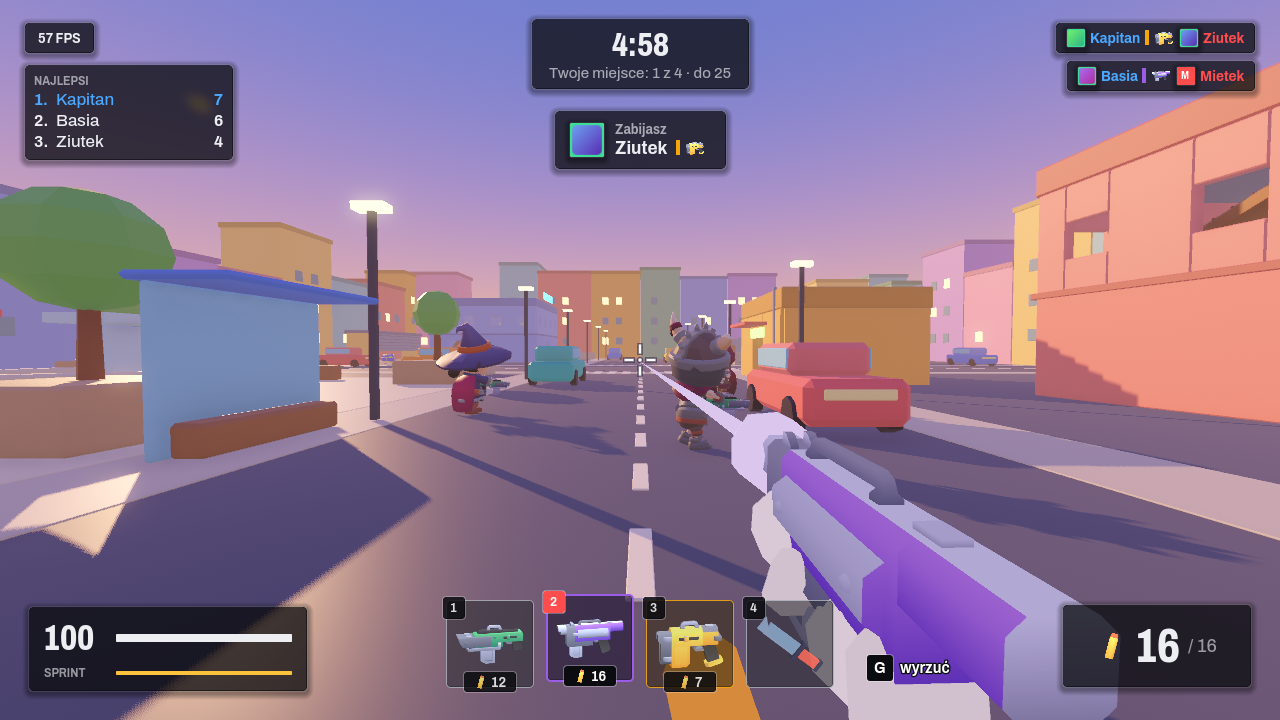 57 FPS
NAJLEPSI
1. Kapitan 7
2. Basia 6
3. Ziutek 4
4:58
Twoje miejsce: 1 z 4 · do 25
Zabijasz
Ziutek
Kapitan Ziutek
Basia M Mietek
100
SPRINT
1
12
2
16
3
7
4
G wyrzuć
16 / 16